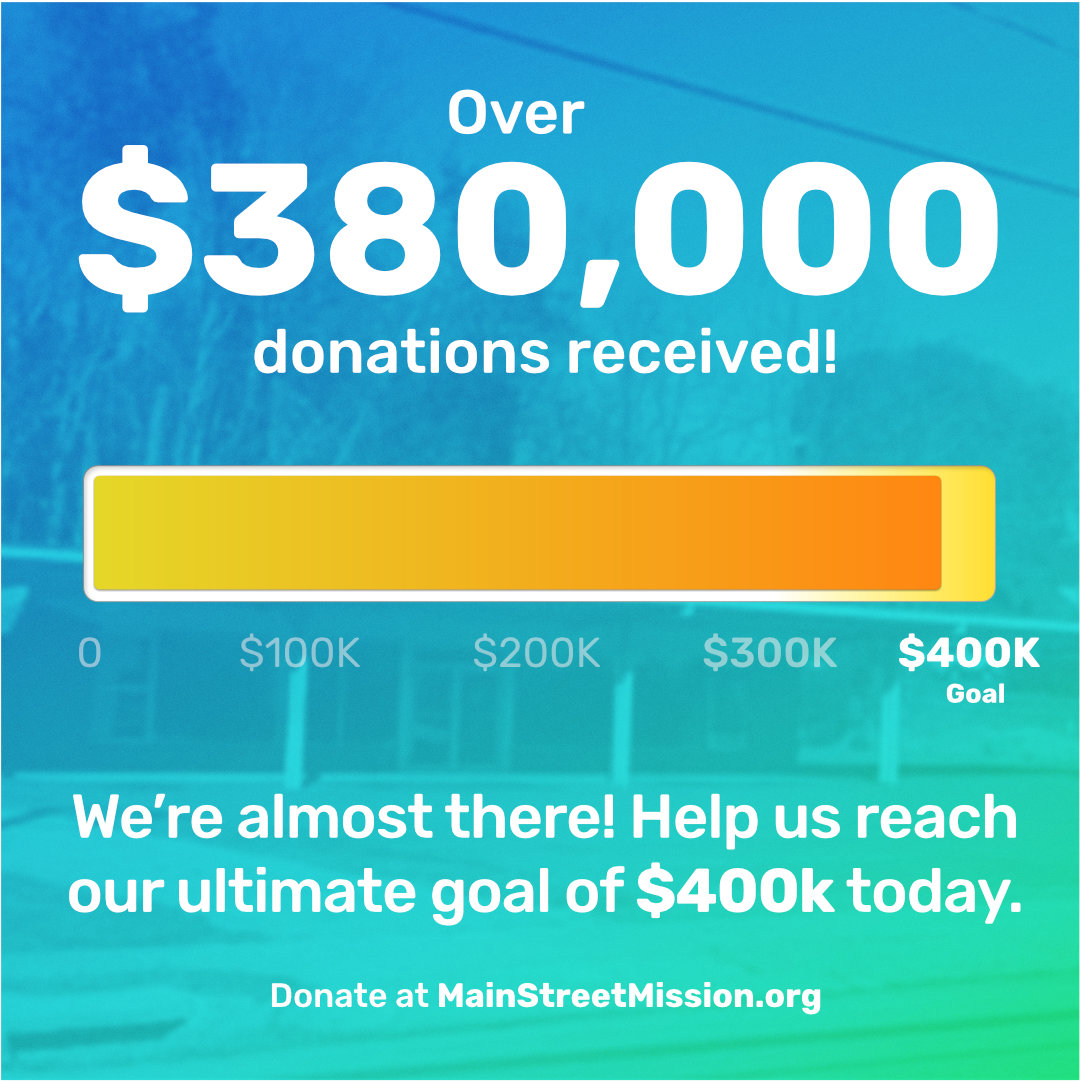 Over
$380,000
donations received!
0 $100K $200K $300K $400K
Goal
We’re almost there! Help us reach
our ultimate goal of $400k today.
Donate at MainStreetMission.org